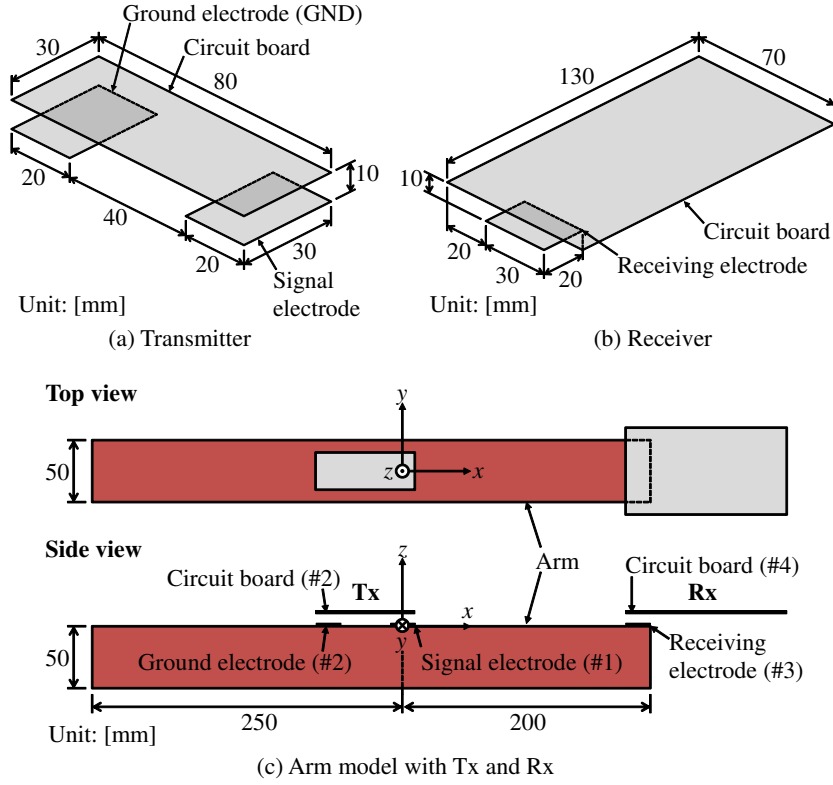 Ground electrode (GND)
Circuit board
30
80
20
40
10
20
30
Signal
electrode
Unit: [mm]
(a) Transmitter
130
70
10
20
30
20
Circuit board
Receiving electrode
Unit: [mm]
(b) Receiver
Top view
y
50
z
x
Side view
z
Arm
Circuit board (#2)
Tx
Circuit board (#4)
Rx
x
y
50
Ground electrode (#2)
Signal electrode (#1)
Receiving
electrode (#3)
250
200
Unit: [mm]
(c) Arm model with Tx and Rx